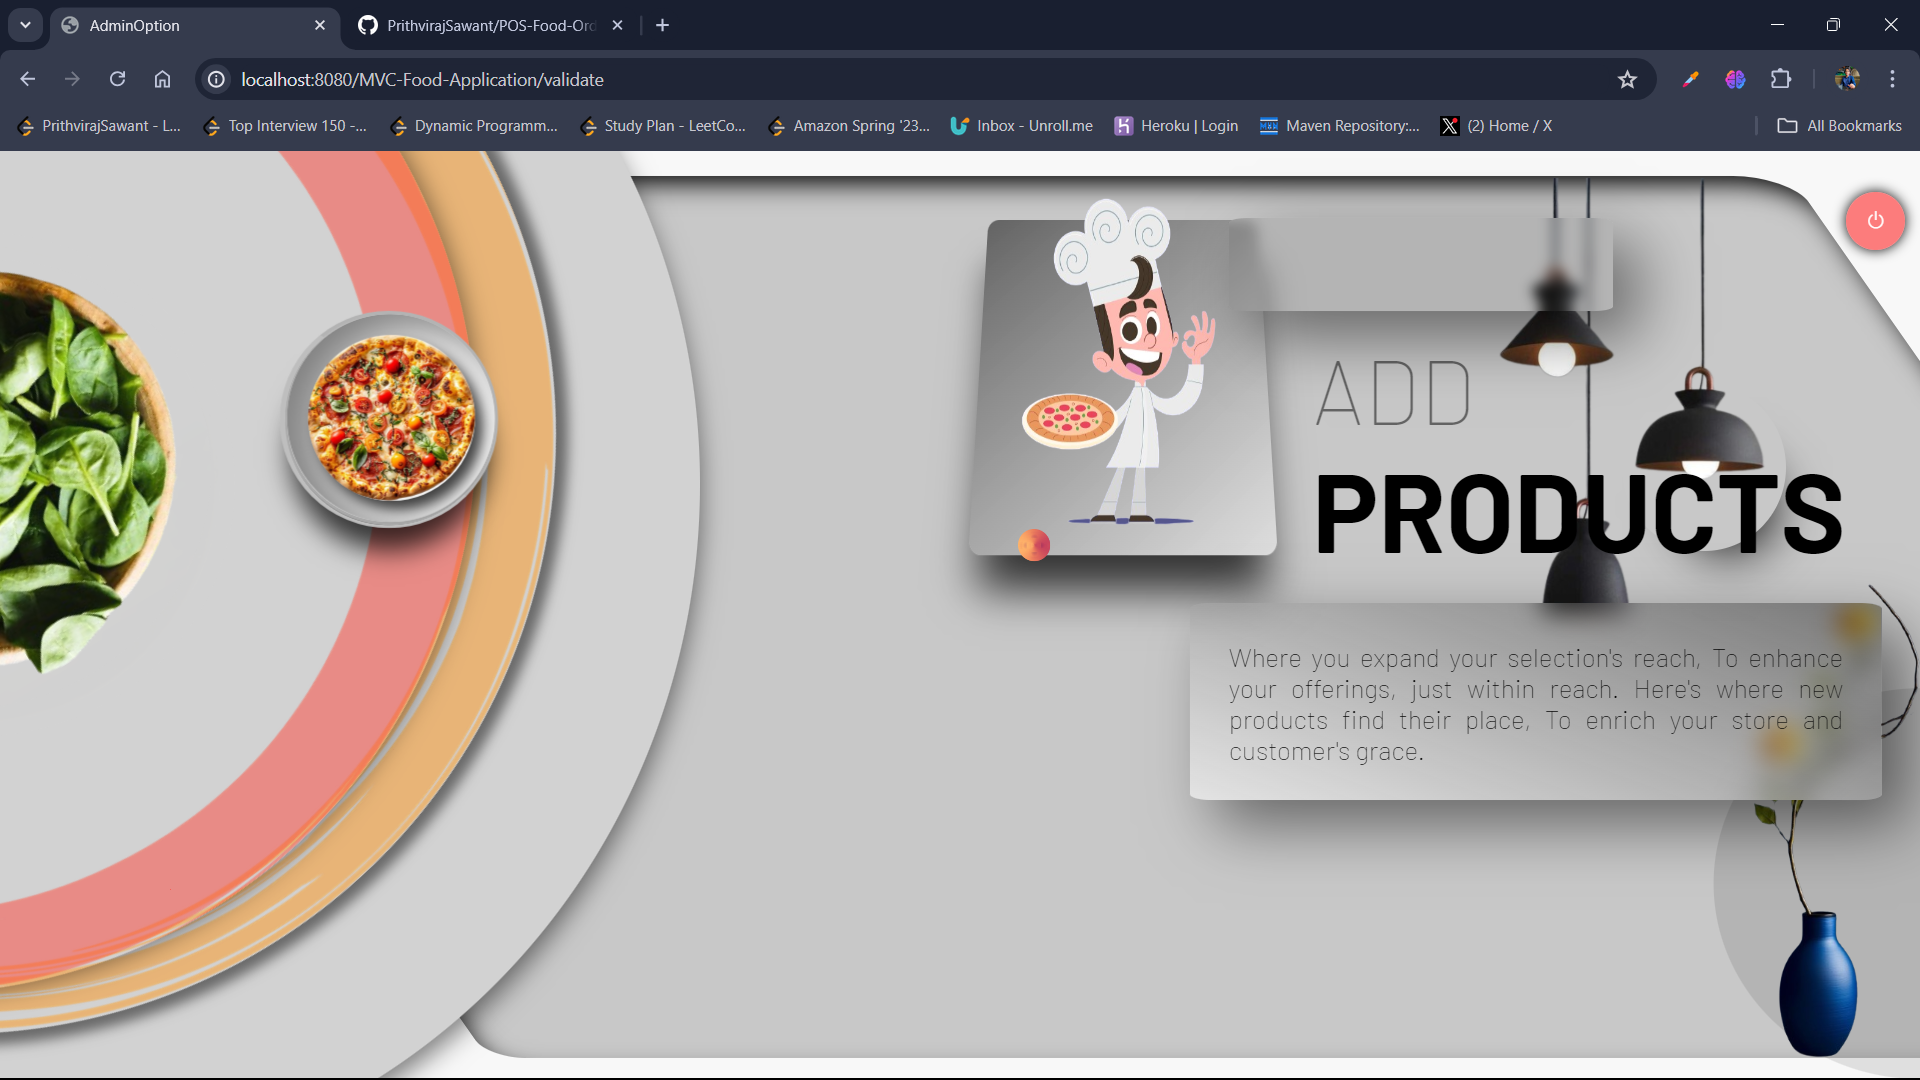 AdminOption
PrithvirajSawant/POS-Food-Ord
localhost:8080/MVC-Food-Application/validate
PrithvirajSawant - L...
Top Interview 150 -...
Dynamic Programm...
Study Plan - LeetCo...
Amazon Spring '23...
Inbox - Unroll.me
Heroku | Login
Maven Repository:...
(2) Home / X
All Bookmarks
ADD
PRODUCTS
Where you expand your selection's reach, To enhance
your offerings, just within reach. Here's where new
products find their place, To enrich your store and
customer's grace.